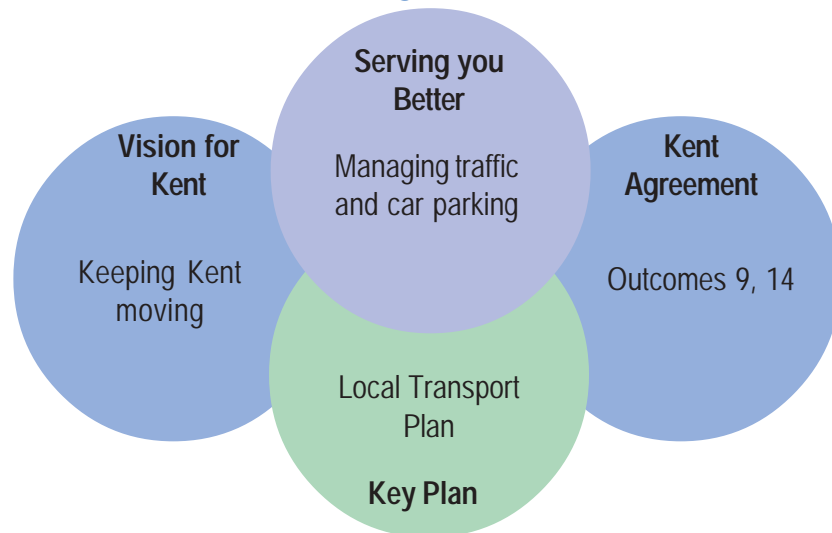 Serving you
Better
Managing traffic
and car parking
Vision for
Kent
Keeping Kent
moving
Kent
Agreement
Outcomes 9, 14
Local Transport
Plan
Key Plan